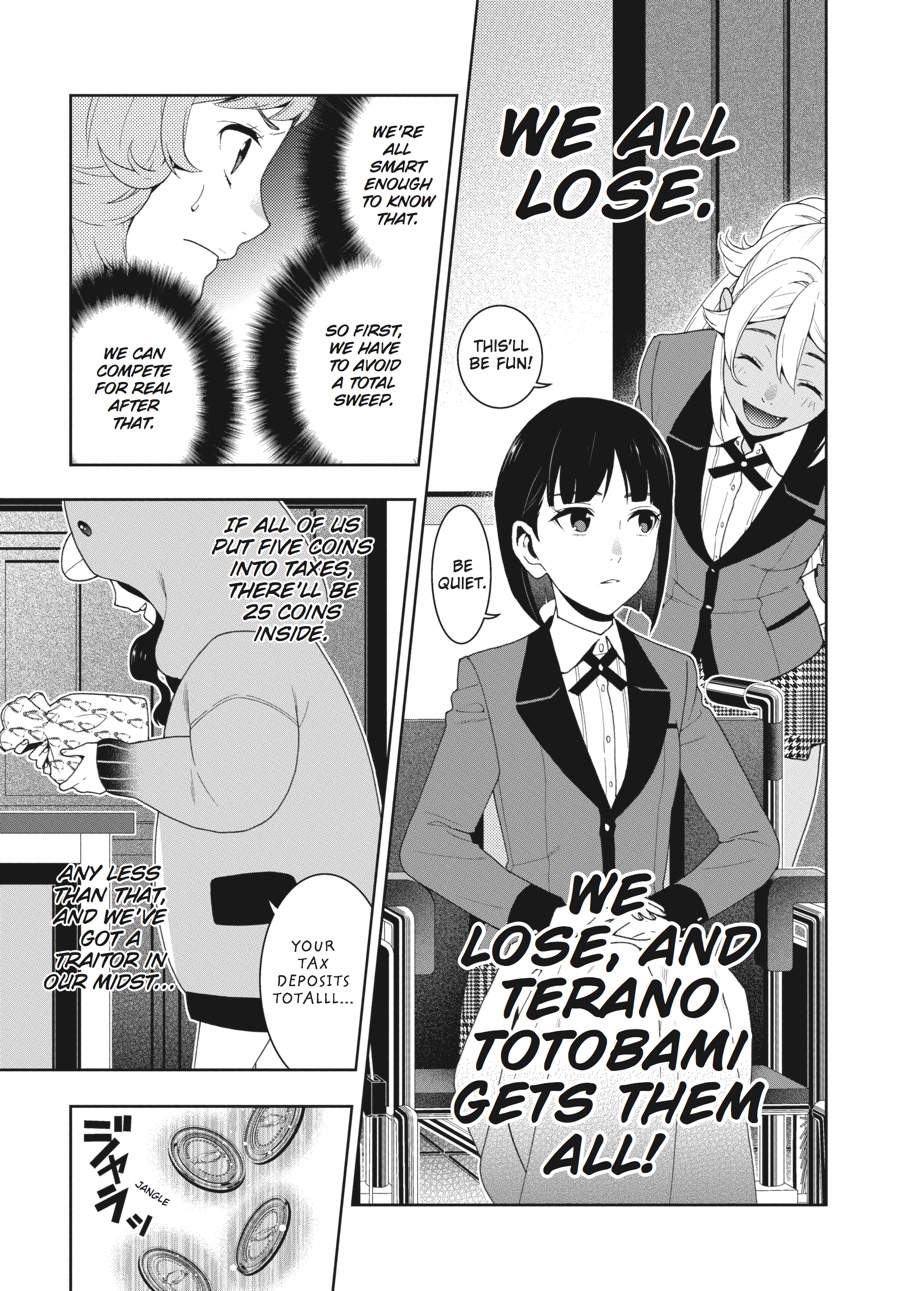 WE ALL
LOSE.
THIS'LL
BE FUN!
BE
QUIET.
WE
LOSE, AND
TERANO
TOTOBAMI
GETS THEM
ALL!
WE'RE
ALL
SMART
ENOUGH
TO KNOW
THAT.
SO FIRST,
WE HAVE
TO AVOID
A TOTAL
SWEEP.
WE CAN
COMPETE
FOR REAL
AFTER
THAT.
IF ALL OF US
PUT FIVE COINS
INTO TAXES,
THERE'LL BE
25 COINS
INSIDE.
ANY LESS
THAN THAT,
AND WE'VE
GOT A
TRAITOR IN
OUR MIDST...
YOUR
TAX
DEPOSITS
TOTALLL...
ジャラッ
JANGLE